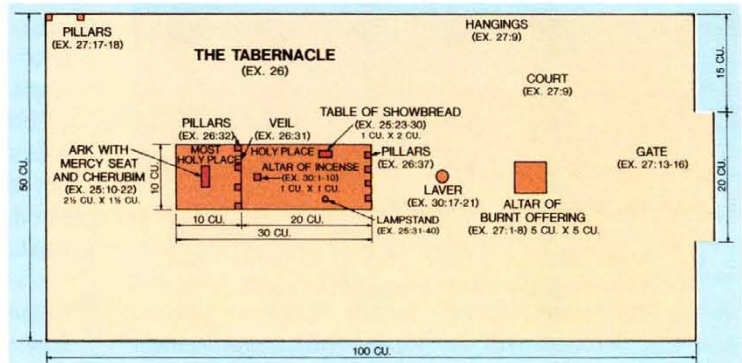 PILLARS
(EX. 27:17-18)
THE TABERNACLE
(EX. 26)
HANGINGS
(EX. 27:9)
COURT
(EX. 27:9)
15 CU.
50 CU.
PILLARS
(EX. 26:32)
VEIL
(EX. 26:31)
TABLE OF SHOWBREAD
(EX. 25:23-30)
1 CU. X 2 CU.
ARK WITH
MERCY SEAT
AND CHERUBIM
(EX. 25:10-22)
2½ CU. X 1½ CU.
10 CU.
MOST
HOLY PLACE
HOLY PLACE
ALTAR OF INCENSE
(EX. 30:1-10)
1 CU. X 1 CU.
PILLARS
(EX. 26:37)
LAVER
(EX. 30:17-21)
ALTAR OF
BURNT OFFERING
(EX. 27:1-8) 5 CU. X 5 CU.
GATE
(EX. 27:13-16)
20 CU.
LAMPSTAND
(EX. 25:31-40)
10 CU.
20 CU.
30 CU.
100 CU.